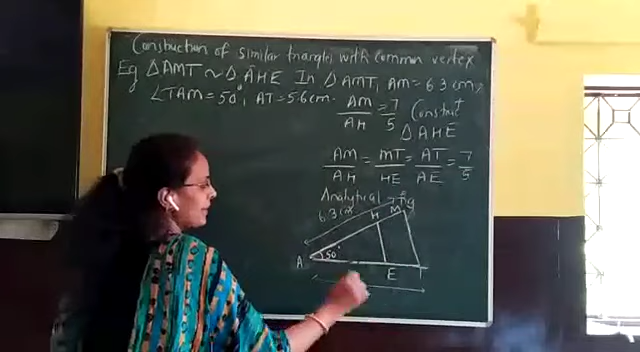 Construction of similar triangles with common vertex
Eg ΔAMT ~ ΔAHE In ΔAMT, AM = 6.3 cm,
∠TAM = 50°, AT = 5.6 cm. AM/AH = 7/5 Construct ΔAHE
AM/AH = MT/HE = AT/AE = 7/5
Analytical Fig
6.3 cm H M
A 50°
E